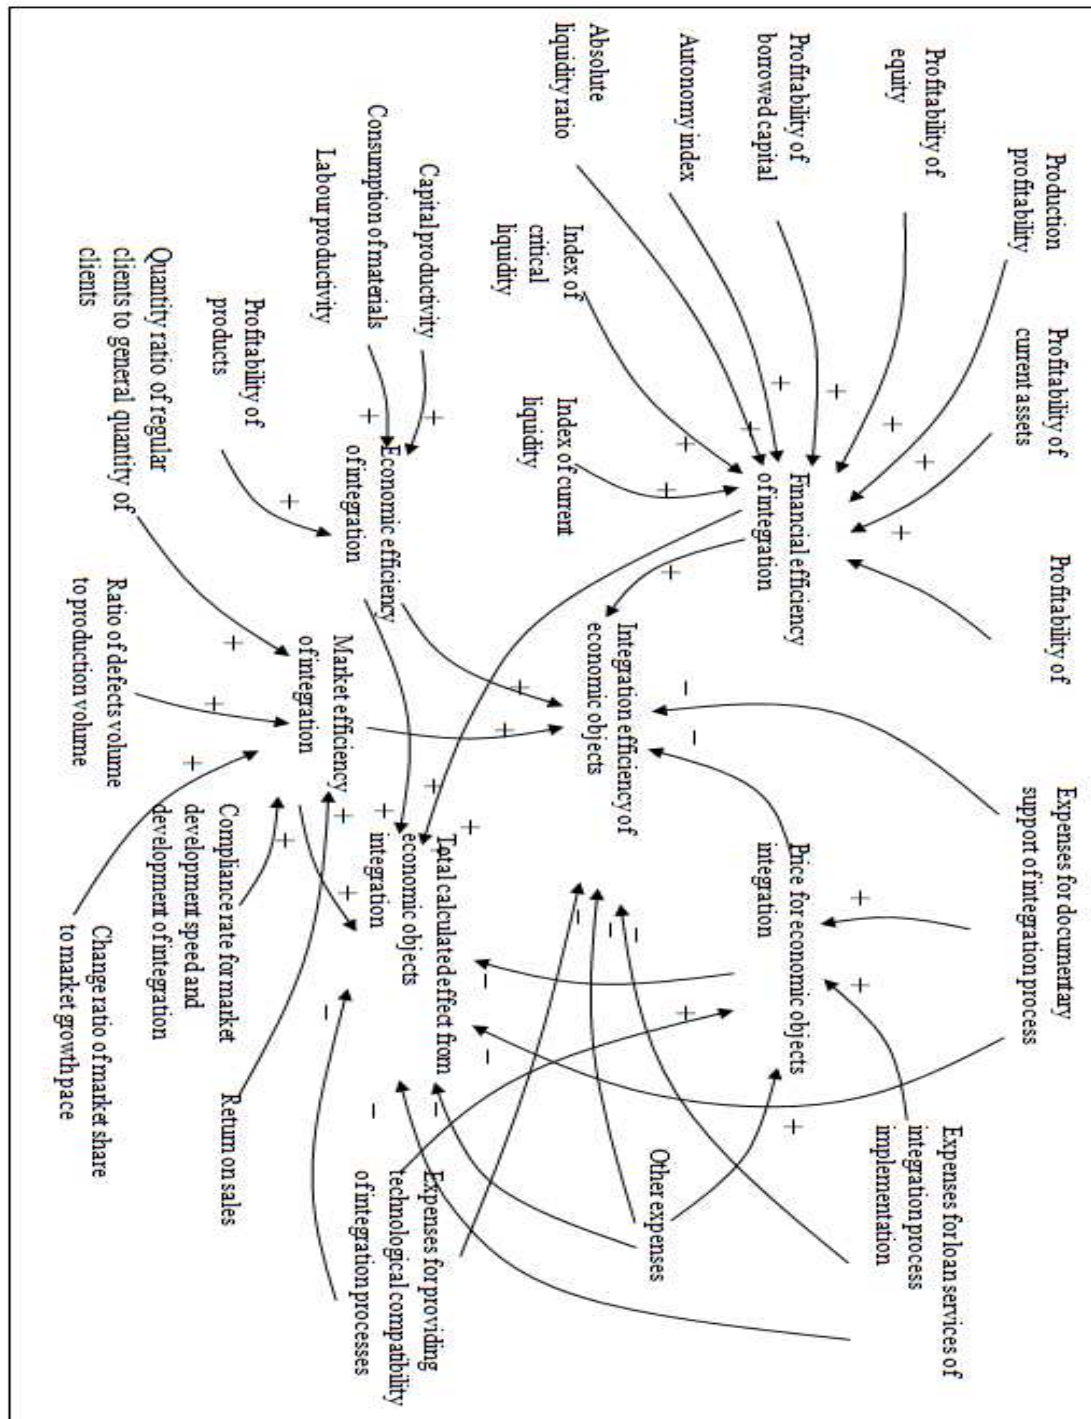 Production
profitability
Profitability of
current assets
Profitability of
Expenses for documentary
support of integration process
Profitability of
equity
Expenses for loan services of
integration process
implementation
Profitability of
borrowed capital
Financial efficiency
of integration
Price for economic objects
integration
Autonomy index
Other expenses
Absolute
liquidity ratio
Index of
critical
liquidity
Index of current
liquidity
Integration efficiency of
economic objects
Total calculated effect from
economic objects
integration
Expenses for providing
technological compatibility
of integration processes
Capital productivity
Consumption of materials
Labour productivity
Economic efficiency
of integration
Market efficiency
of integration
Profitability of
products
Compliance rate for market
development speed and
development of integration
Return on sales
Quantity ratio of regular
clients to general quantity of
clients
Ratio of defects volume
to production volume
Change ratio of market share
to market growth pace